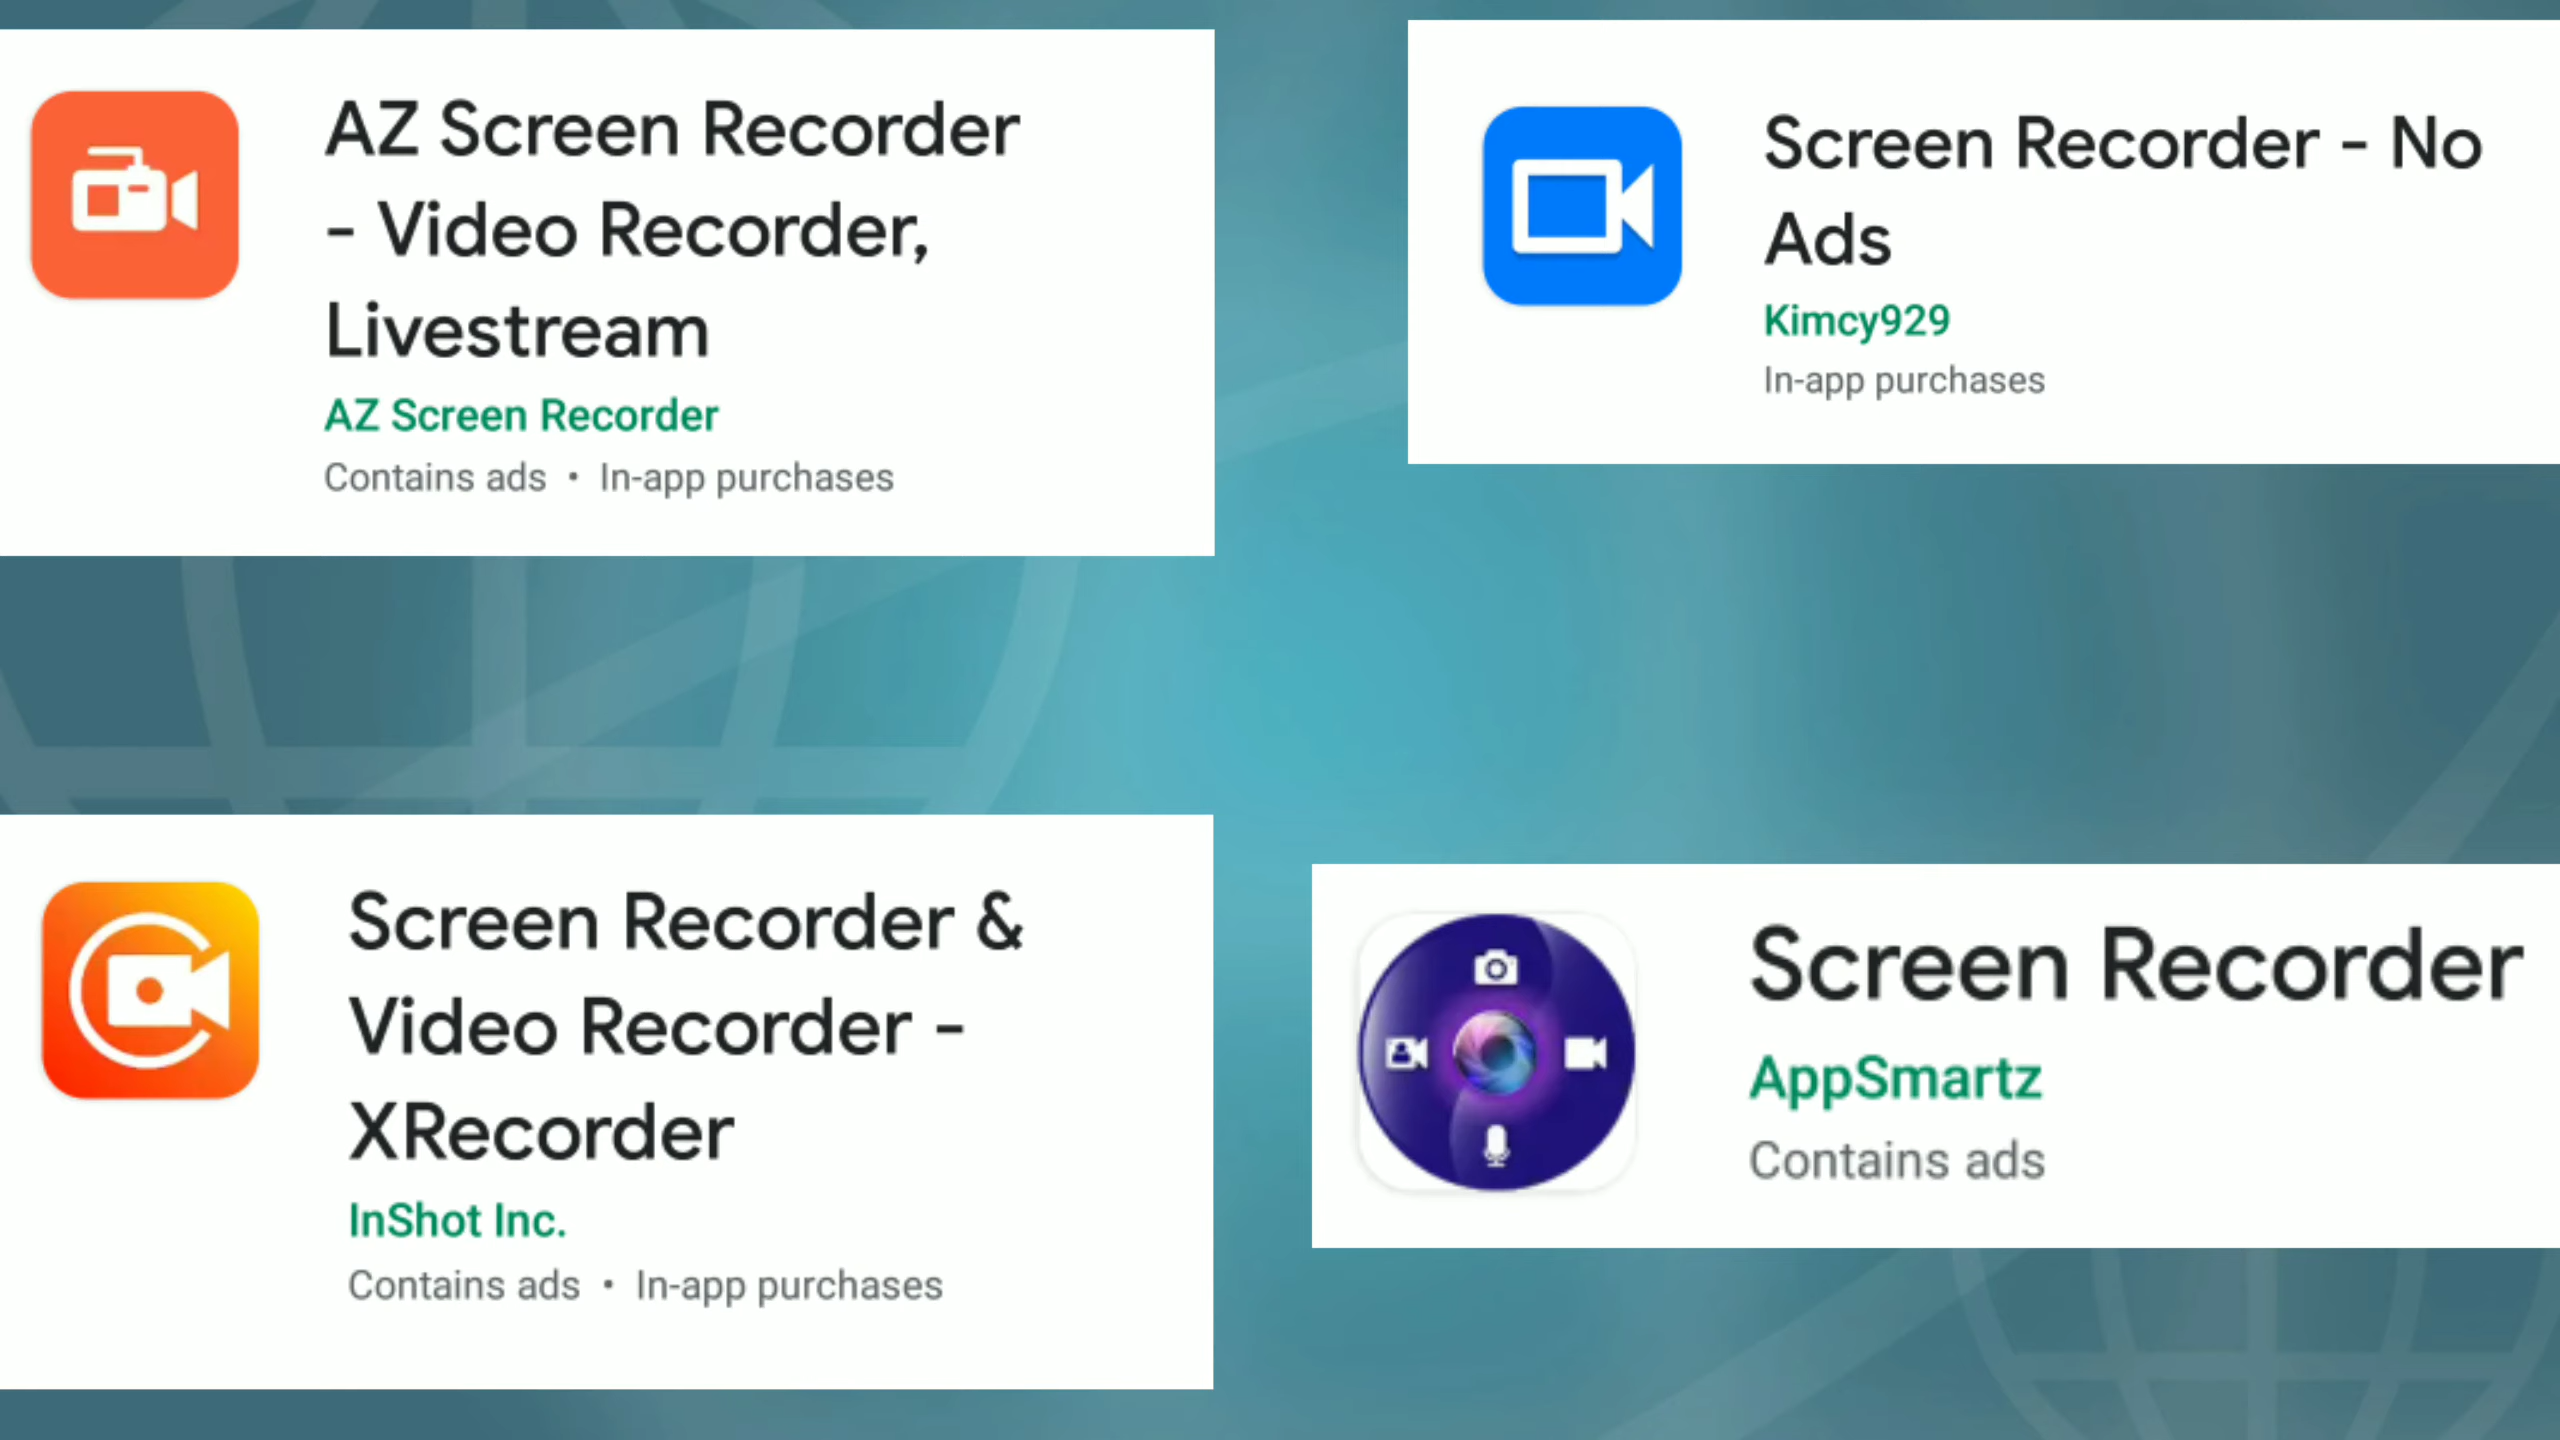 AZ Screen Recorder
- Video Recorder,
Livestream
AZ Screen Recorder
Contains ads • In-app purchases
Screen Recorder - No
Ads
Kimcy929
In-app purchases
Screen Recorder &
Video Recorder -
XRecorder
InShot Inc.
Contains ads • In-app purchases
Screen Recorder
AppSmartz
Contains ads